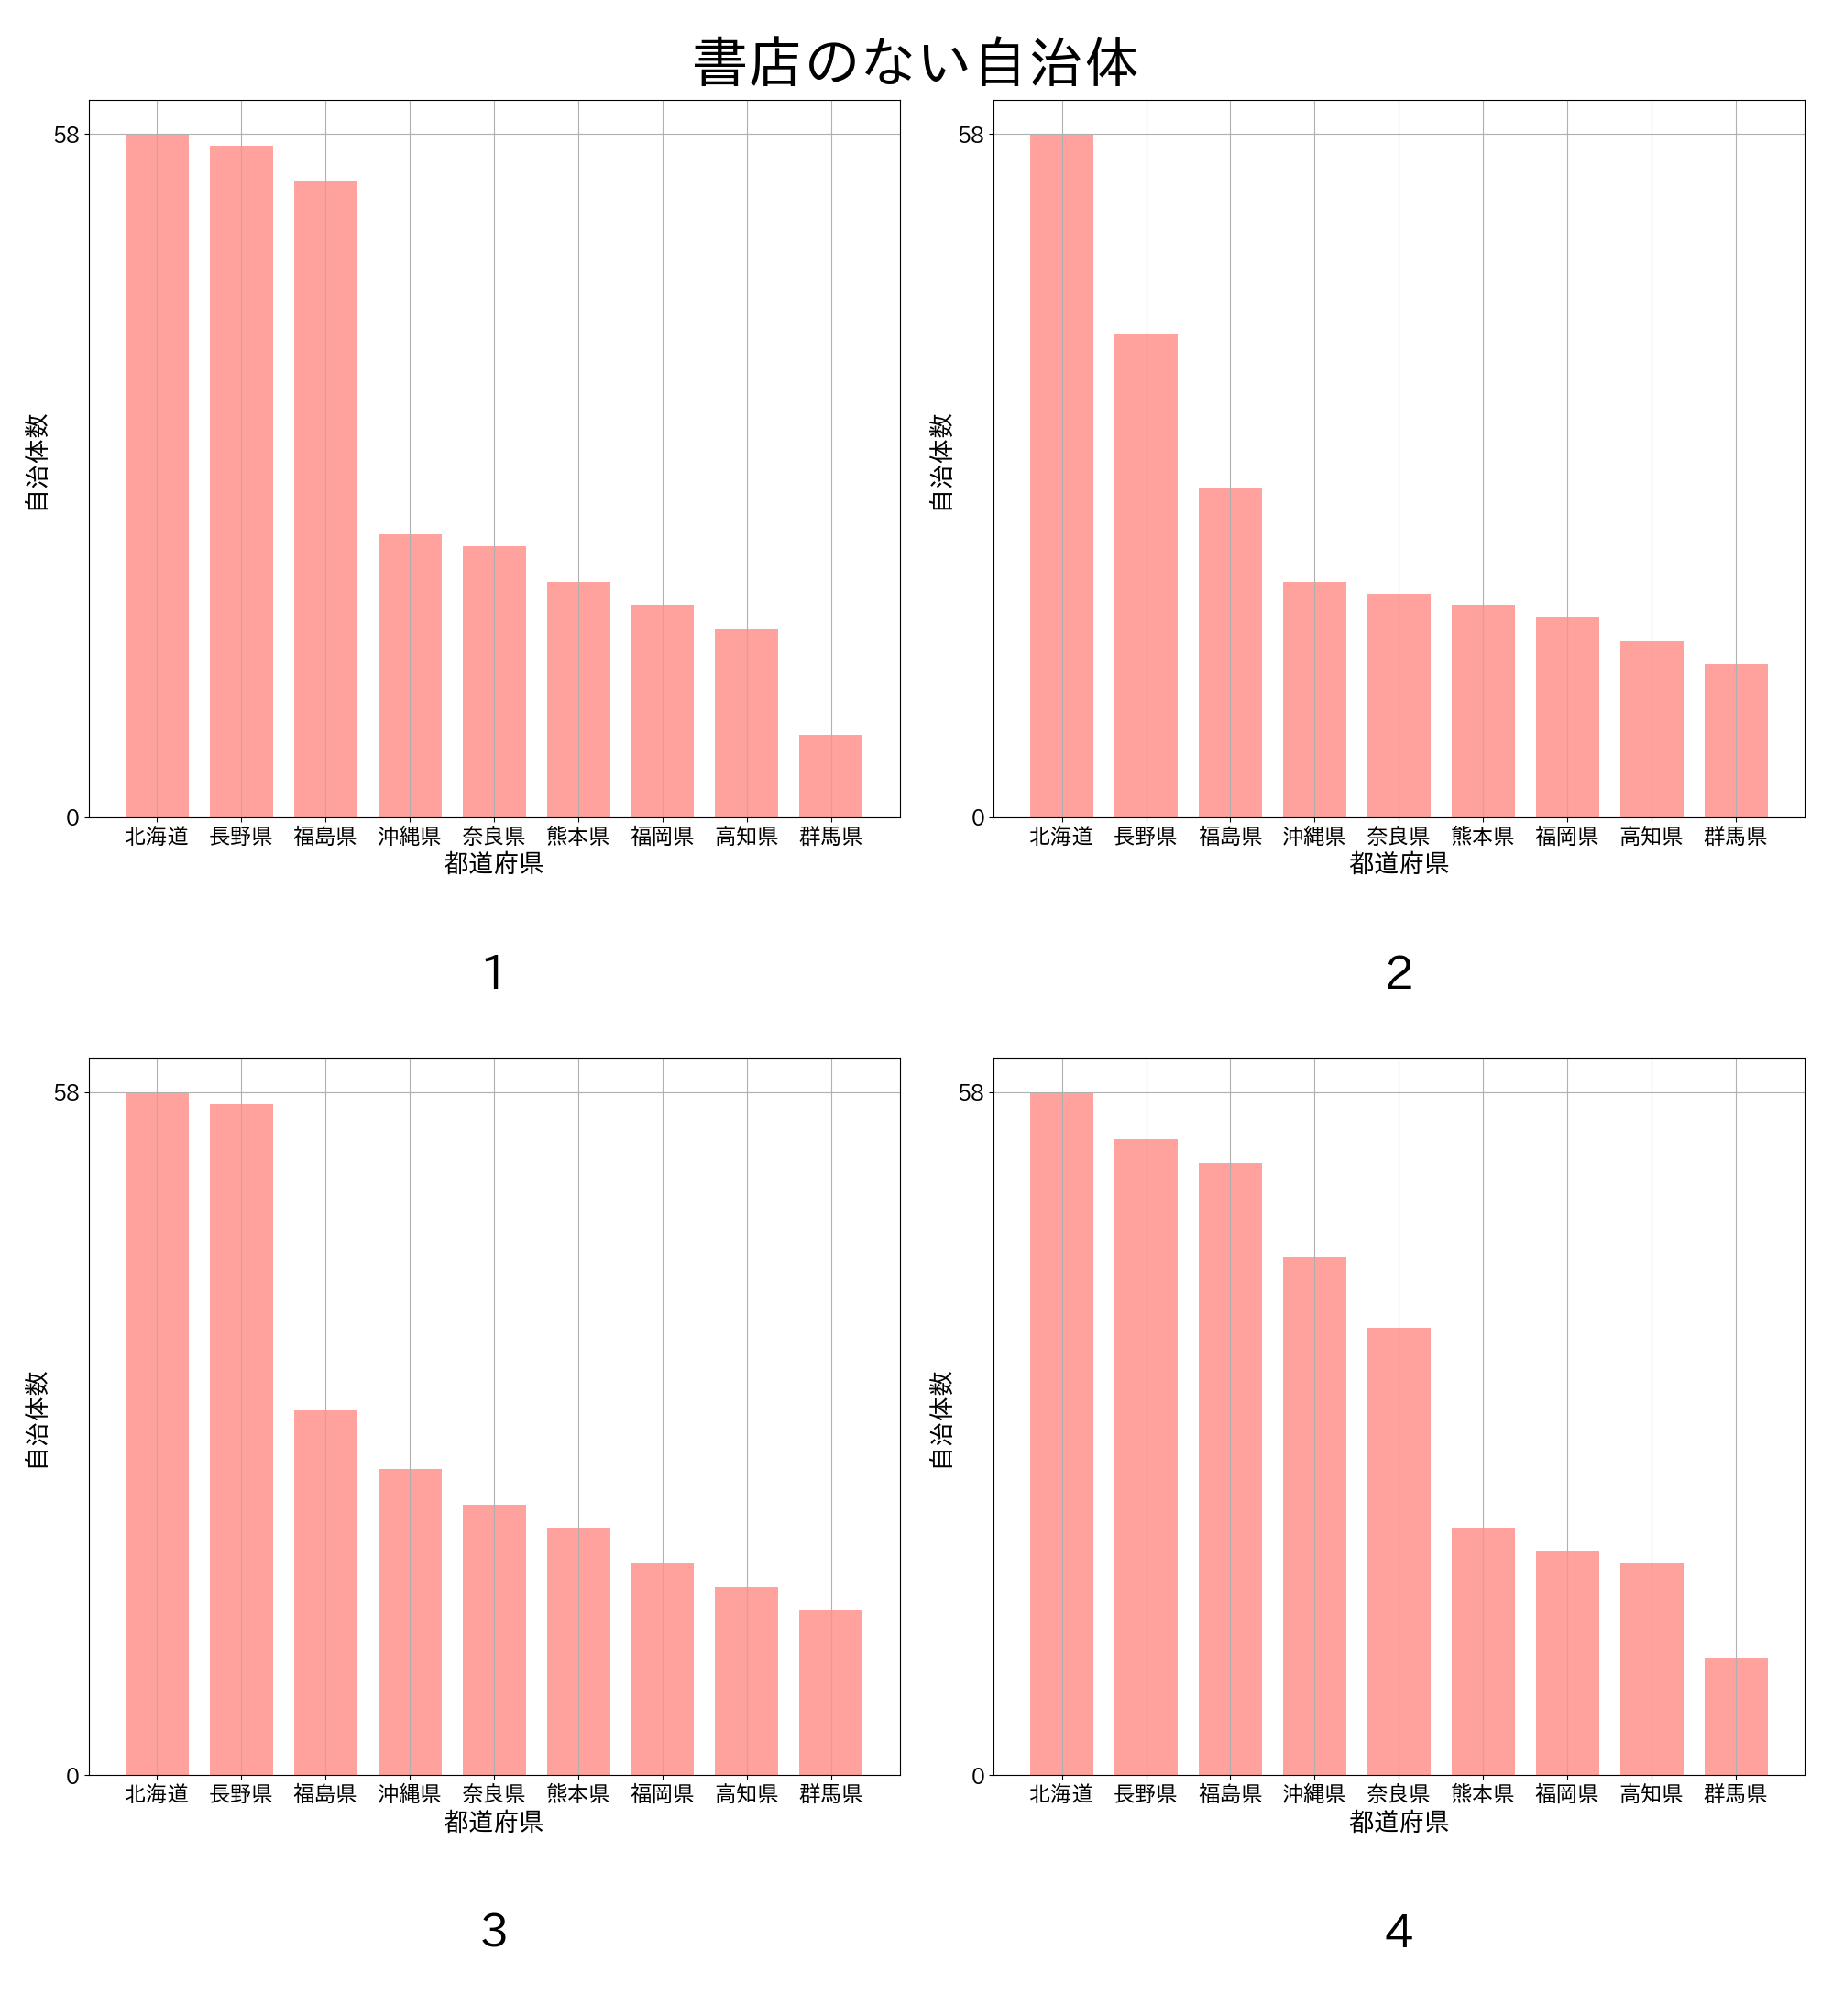 書店のない自治体
58
0
自治体数
北海道 長野県 福島県 沖縄県 奈良県 熊本県 福岡県 高知県 群馬県
都道府県
1
58
0
自治体数
北海道 長野県 福島県 沖縄県 奈良県 熊本県 福岡県 高知県 群馬県
都道府県
2
58
0
自治体数
北海道 長野県 福島県 沖縄県 奈良県 熊本県 福岡県 高知県 群馬県
都道府県
3
58
0
自治体数
北海道 長野県 福島県 沖縄県 奈良県 熊本県 福岡県 高知県 群馬県
都道府県
4